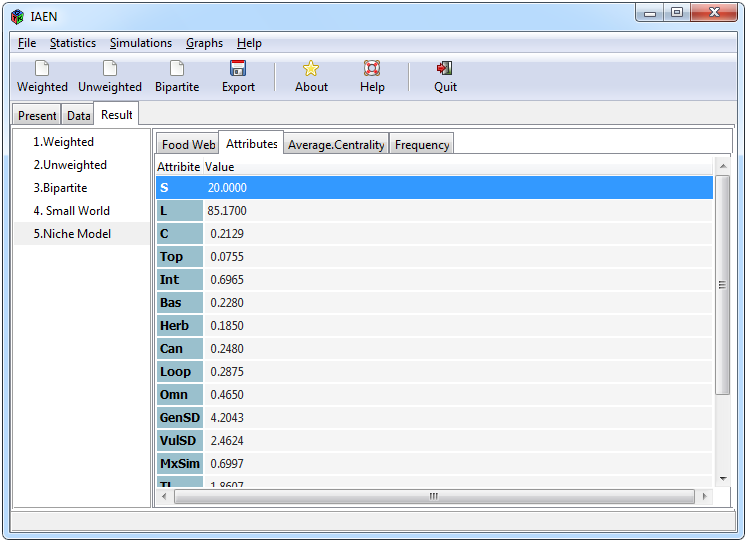 IAEN
File Statistics Simulations Graphs Help
Weighted Unweighted Bipartite Export About Help Quit
Present Data Result
1.Weighted
2.Unweighted
3.Bipartite
4. Small World
5.Niche Model
Food Web Attributes Average.Centrality Frequency
Attribite Value
S 20.0000
L 85.1700
C 0.2129
Top 0.0755
Int 0.6965
Bas 0.2280
Herb 0.1850
Can 0.2480
Loop 0.2875
Omn 0.4650
GenSD 4.2043
VulSD 2.4624
MxSim 0.6997
TL 1.8607